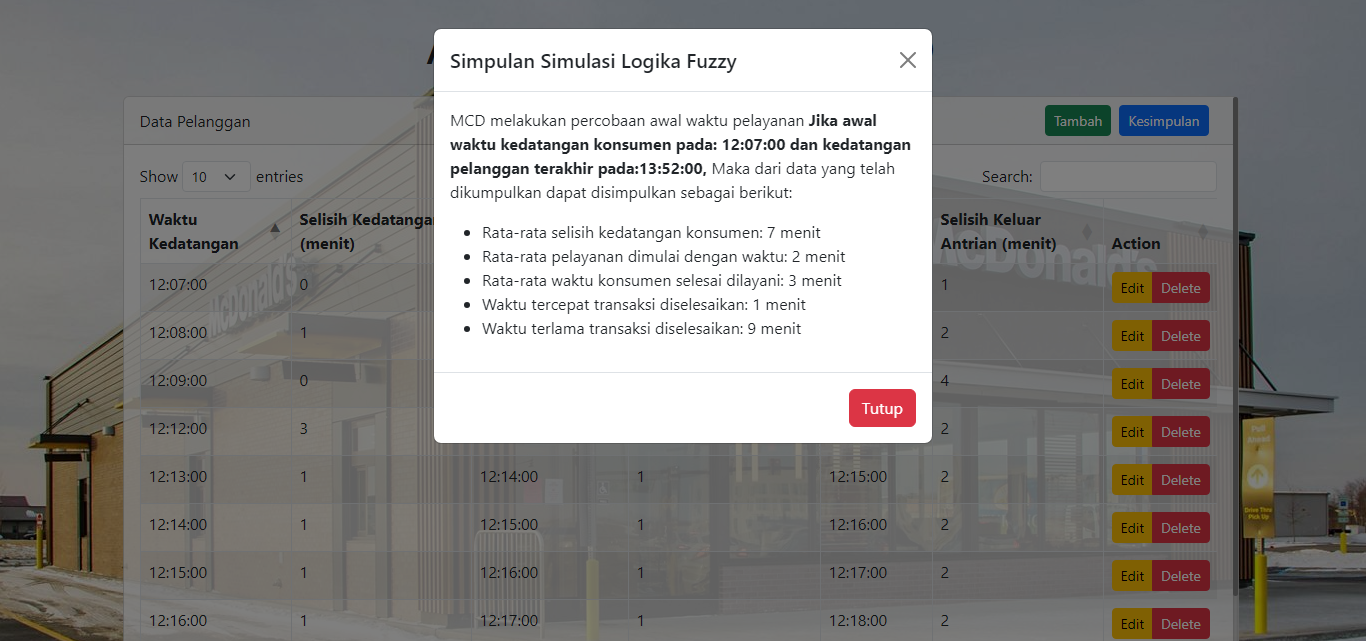 Simpulan Simulasi Logika Fuzzy
MCD melakukan percobaan awal waktu pelayanan Jika awal
waktu kedatangan konsumen pada: 12:07:00 dan kedatangan
pelanggan terakhir pada:13:52:00, Maka dari data yang telah
dikumpulkan dapat disimpulkan sebagai berikut:
Rata-rata selisih kedatangan konsumen: 7 menit
Rata-rata pelayanan dimulai dengan waktu: 2 menit
Rata-rata waktu konsumen selesai dilayani: 3 menit
Waktu tercepat transaksi diselesaikan: 1 menit
Waktu terlama transaksi diselesaikan: 9 menit
Tutup
Data Pelanggan
Tambah Kesimpulan
Show 10 entries
Search:
Waktu Kedatangan
Selisih Kedatangan (menit)
Selisih Keluar Antrian (menit)
Action
12:07:00 0 1 Edit Delete
12:08:00 1 2 Edit Delete
12:09:00 0 4 Edit Delete
12:12:00 3 2 Edit Delete
12:13:00 1 12:14:00 1 12:15:00 2 Edit Delete
12:14:00 1 12:15:00 1 12:16:00 2 Edit Delete
12:15:00 1 12:16:00 1 12:17:00 2 Edit Delete
12:16:00 1 12:17:00 1 12:18:00 2 Edit Delete
McDonald's
McDonald's
Pull
Ahead
Drive Thru
Pick Up